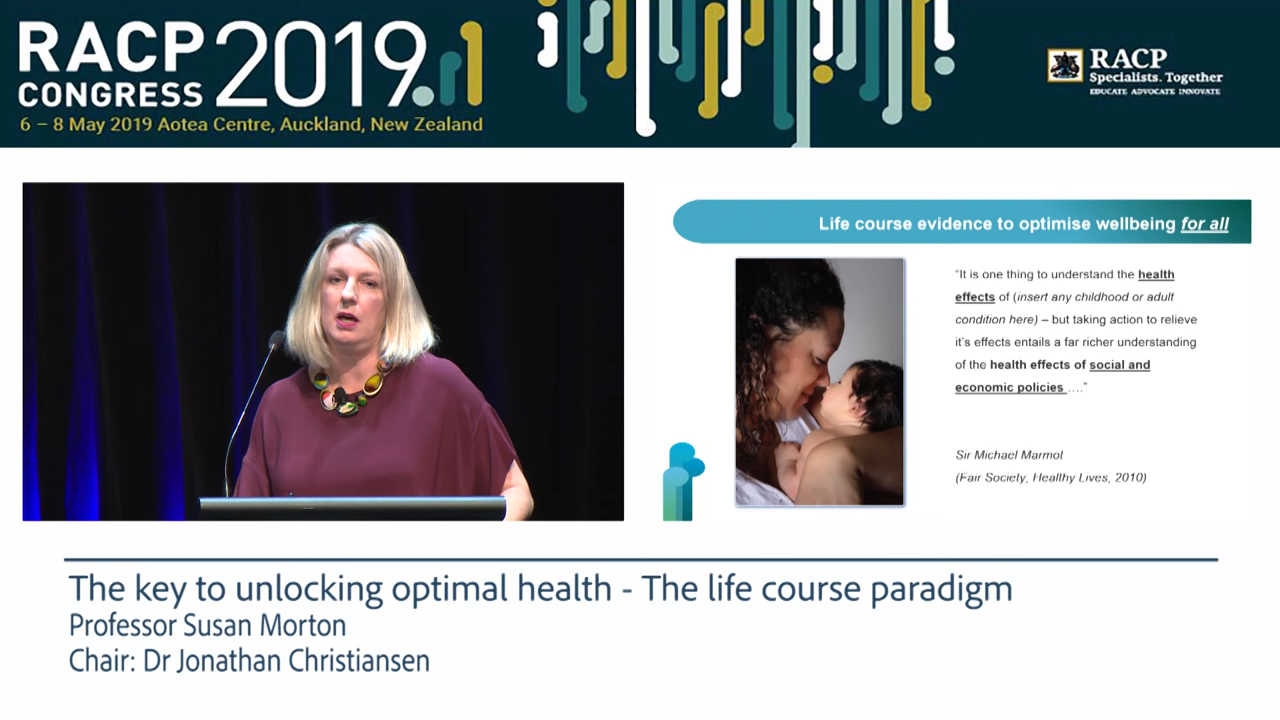 RACP
CONGRESS
2019
6 – 8 May 2019 Aotea Centre, Auckland, New Zealand
RACP
Specialists. Together
EDUCATE ADVOCATE INNOVATE
Life course evidence to optimise wellbeing for all
“It is one thing to understand the health
effects of (insert any childhood or adult
condition here) – but taking action to relieve
it’s effects entails a far richer understanding
of the health effects of social and
economic policies ….”
Sir Michael Marmot
(Fair Society, Healthy Lives, 2010)
The key to unlocking optimal health - The life course paradigm
Professor Susan Morton
Chair: Dr Jonathan Christiansen